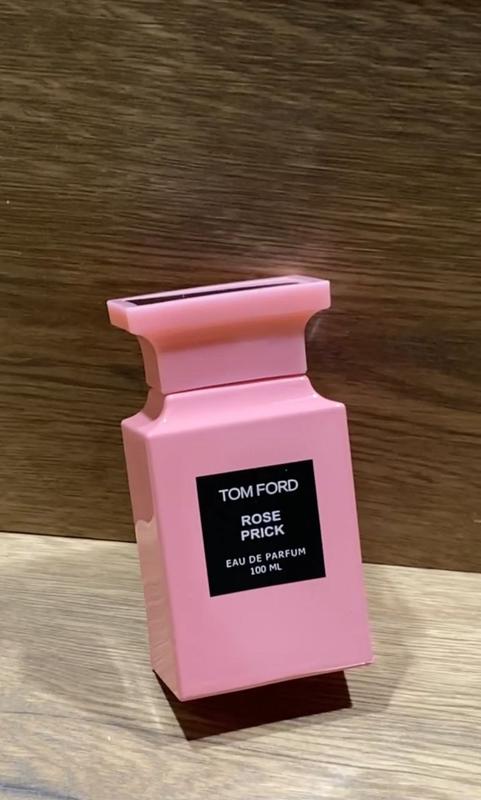 TOM FORD
ROSE
PRICK
EAU DE PARFUM
100 ML